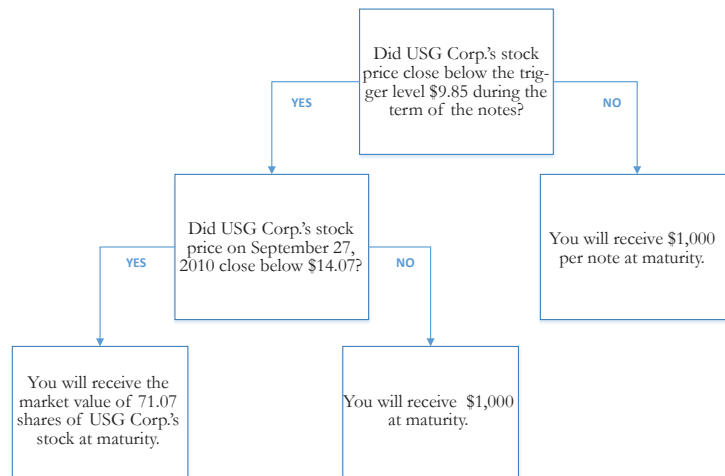 Did USG Corp.'s stock
price close below the trig-
ger level $9.85 during the
term of the notes?
YES
NO
Did USG Corp.'s stock
price on September 27,
2010 close below $14.07?
You will receive $1,000
per note at maturity.
YES
NO
You will receive the
market value of 71.07
shares of USG Corp.'s
stock at maturity.
You will receive $1,000
at maturity.